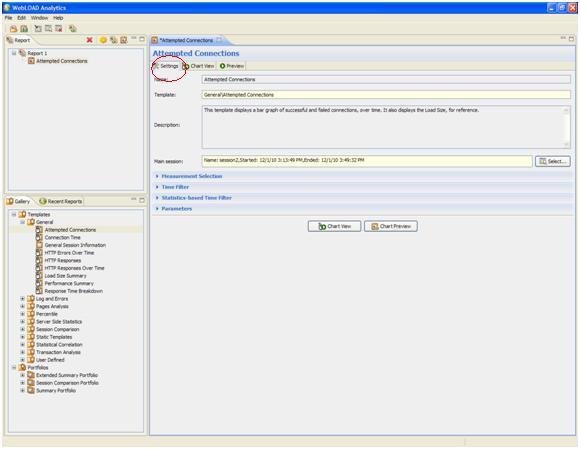 WebLOAD Analytics
File Edit Window Help
Report
Report 1
Attempted Connections
Gallery Recent Reports
Templates
General
Attempted Connections
Connection Time
General Session Information
HTTP Errors Over Time
HTTP Responses
HTTP Responses Over Time
Load Size Summary
Performance Summary
Response Time Breakdown
Log and Errors
Pages Analysis
Percentile
Server Side Statistics
Session Comparison
Static Templates
Statistical Correlation
Transaction Analysis
User Defined
Portfolios
Extended Summary Portfolio
Session Comparison Portfolio
Summary Portfolio
*Attempted Connections
Attempted Connections
Settings Chart View Preview
Name: Attempted Connections
Template: General\Attempted Connections
Description: This template displays a bar graph of successful and failed connections, over time. It also displays the Load Size, for reference.
Main session: Name: session2,Started: 12/1/10 3:13:49 PM,Ended: 12/1/10 3:49:32 PM Select...
Measurement Selection
Time Filter
Statistics-based Time Filter
Parameters
Chart View Chart Preview